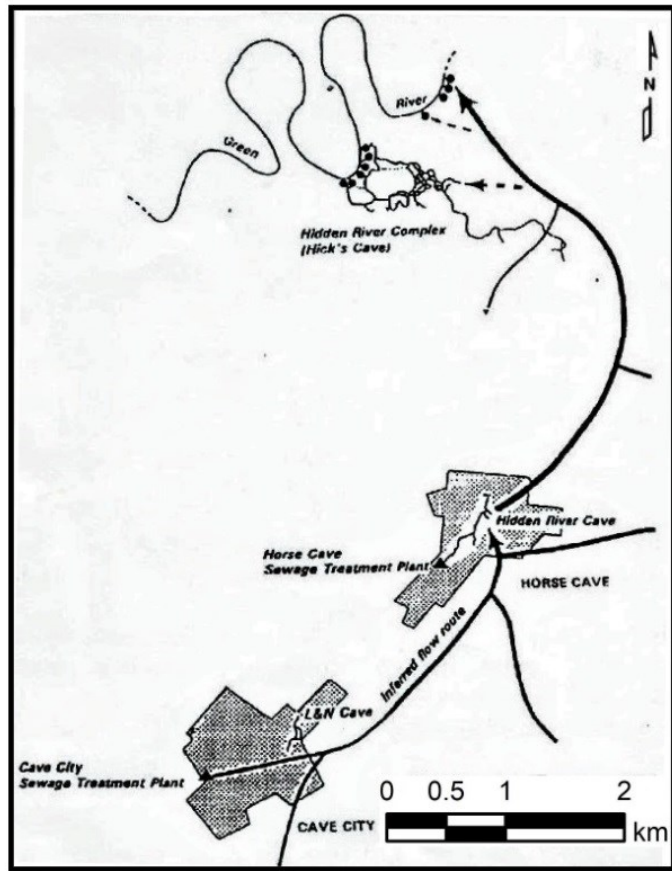 N
River
Green
Hidden River Complex
(Hick's Cave)
Hidden River Cave
Horse Cave
Sewage Treatment Plant
HORSE CAVE
Inferred flow route
L&N Cave
Cave City
Sewage Treatment Plant
CAVE CITY
0 0.5 1 2
km